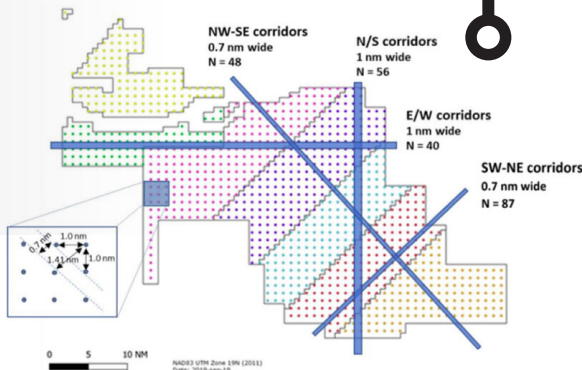 NW-SE corridors
0.7 nm wide
N = 48
N/S corridors
1 nm wide
N = 56
E/W corridors
1 nm wide
N = 40
SW-NE corridors
0.7 nm wide
N = 87
0.7 nm
1.0 nm
1.41 nm
1.0 nm
0 5 10 NM
NAD83 UTM Zone 19N (2011)